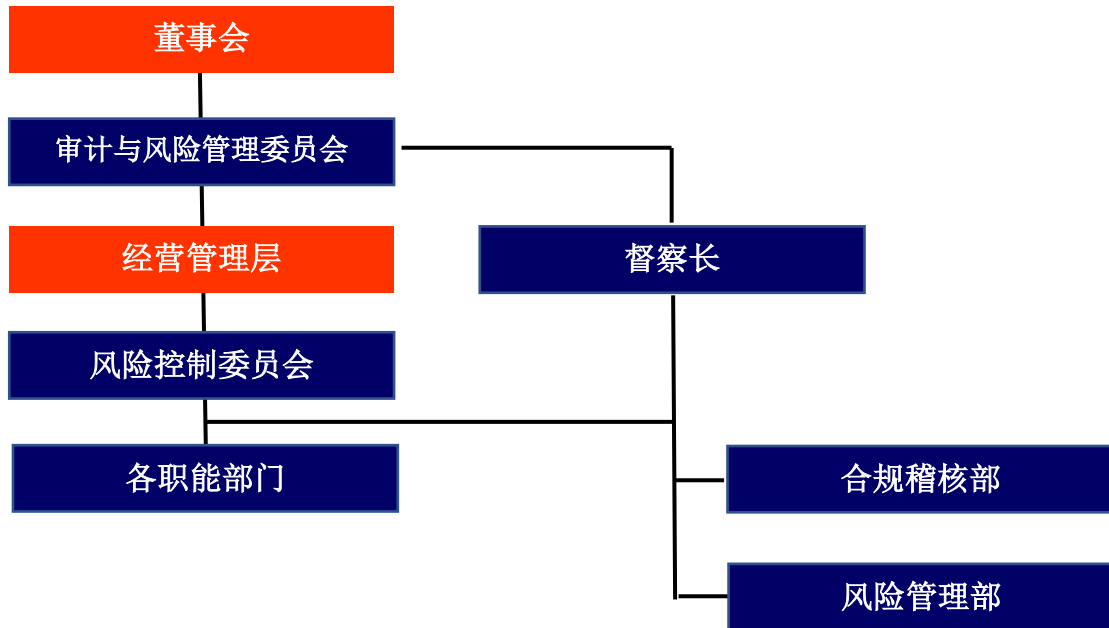 董事会
审计与风险管理委员会
经营管理层
督察长
风险控制委员会
各职能部门
合规稽核部
风险管理部